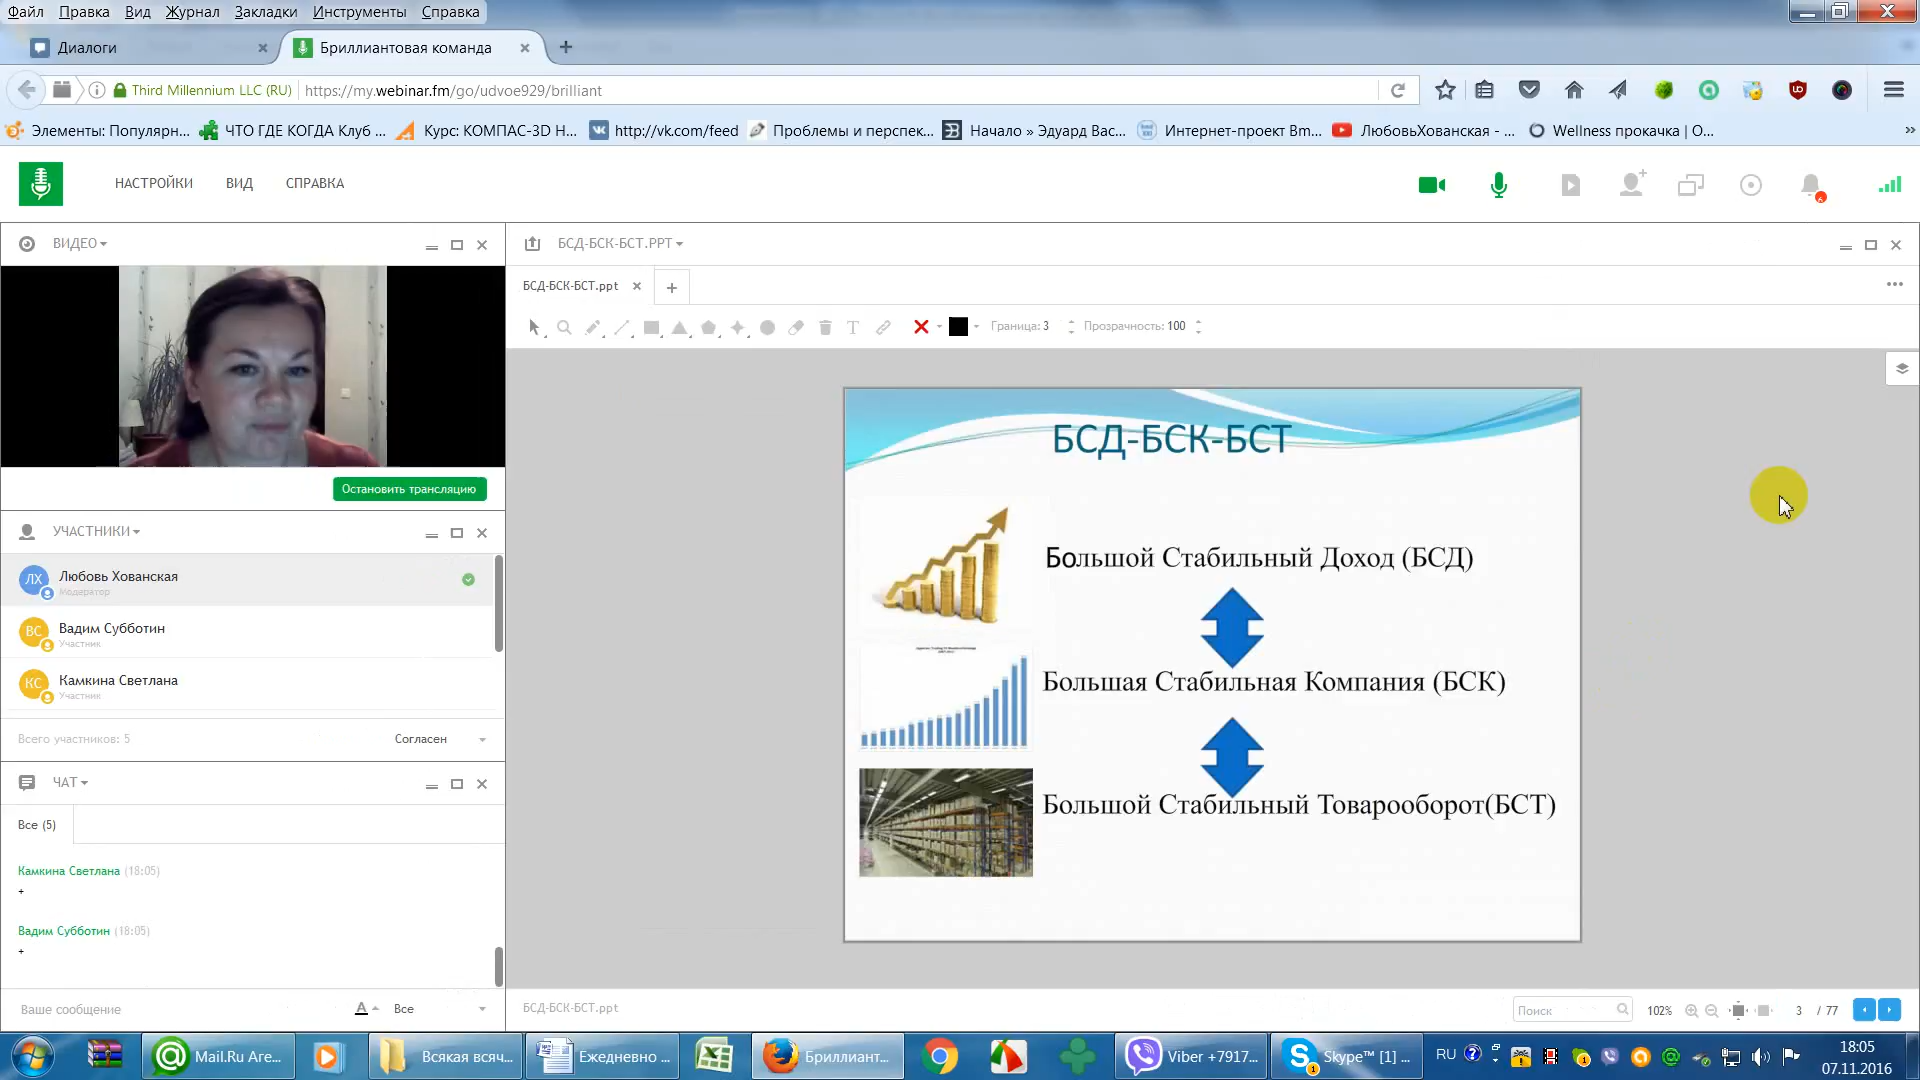 Файл Правка Вид Журнал Закладки Инструменты Справка
Диалоги
Бриллиантовая команда
Third Millennium LLC (RU)
https://my.webinar.fm/go/udvoe929/brilliant
Элементы: Популярн...
ЧТО ГДЕ КОГДА Клуб ...
Курс: КОМПАС-3D Н...
http://vk.com/feed
Проблемы и перспек...
Начало » Эдуард Вас...
Интернет-проект Bm...
ЛюбовьХованская - ...
Wellness прокачка | О...
НАСТРОЙКИ ВИД СПРАВКА
ВИДЕО
БСД-БСК-БСТ.PPT
БСД-БСК-БСТ.ppt
Граница: 3
Прозрачность: 100
Остановить трансляцию
УЧАСТНИКИ
ЛХ
Любовь Хованская
Модератор
ВС
Вадим Субботин
Участник
КС
Камкина Светлана
Участник
Всего участников: 5
Согласен
ЧАТ
Все (5)
Камкина Светлана (18:05)
+
Вадим Субботин (18:05)
+
Ваше сообщение
А
Все
БСД-БСК-БСТ
Большой Стабильный Доход (БСД)
Большая Стабильная Компания (БСК)
Большой Стабильный Товарооборот(БСТ)
БСД-БСК-БСТ.ppt
Поиск
102%
3 / 77
Mail.Ru Аге...
Всякая всяч...
Ежедневно ...
Бриллиант...
Viber +7917...
Skype™ [1] ...
RU
18:05
07.11.2016